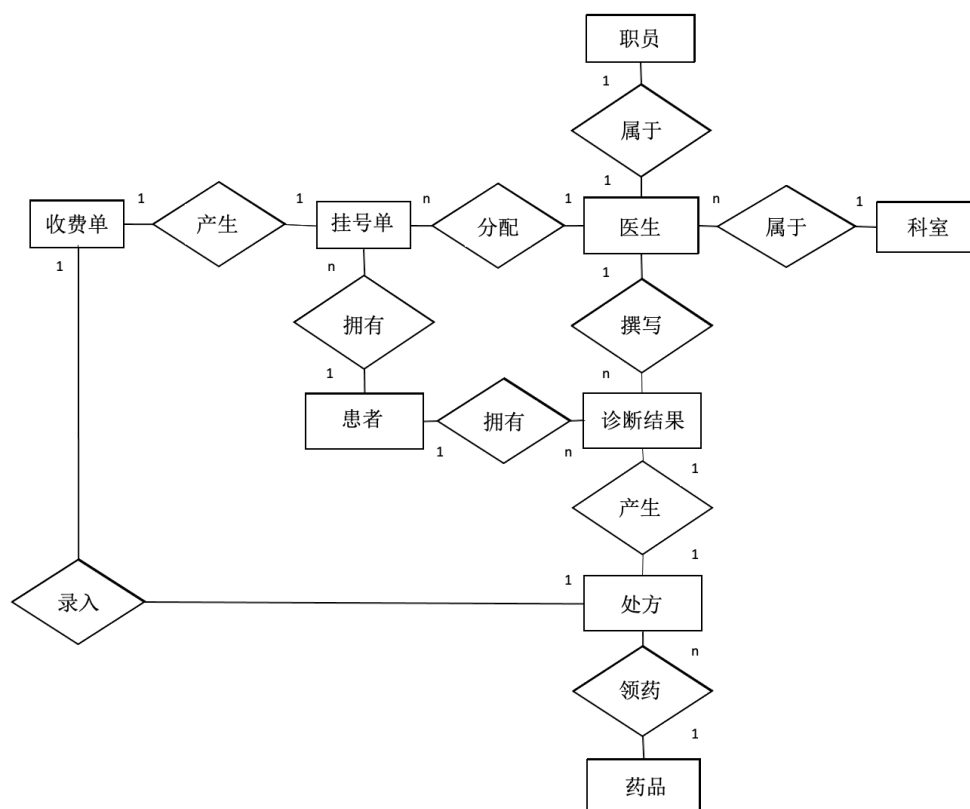 职员
1
属于
1
收费单
1
产生
1
挂号单
n
分配
1
医生
n
属于
1
科室
1
n
1
拥有
撰写
1
n
患者
1
拥有
n
诊断结果
1
产生
1
录入
1
处方
n
领药
1
药品